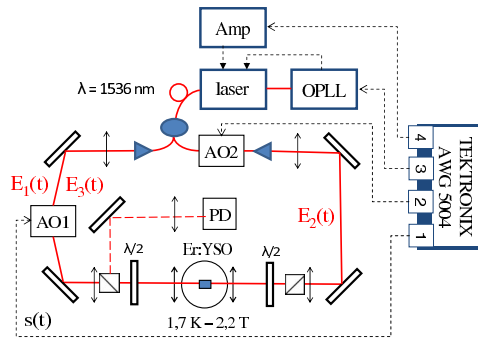 Amp
λ = 1536 nm
laser
OPLL
AO2
E₁(t)
E₃(t)
AO1
PD
E₂(t)
λ/2
Er:YSO
λ/2
1,7 K – 2,2 T
s(t)
4
3
2
1
TEKTRONIX
AWG 5004